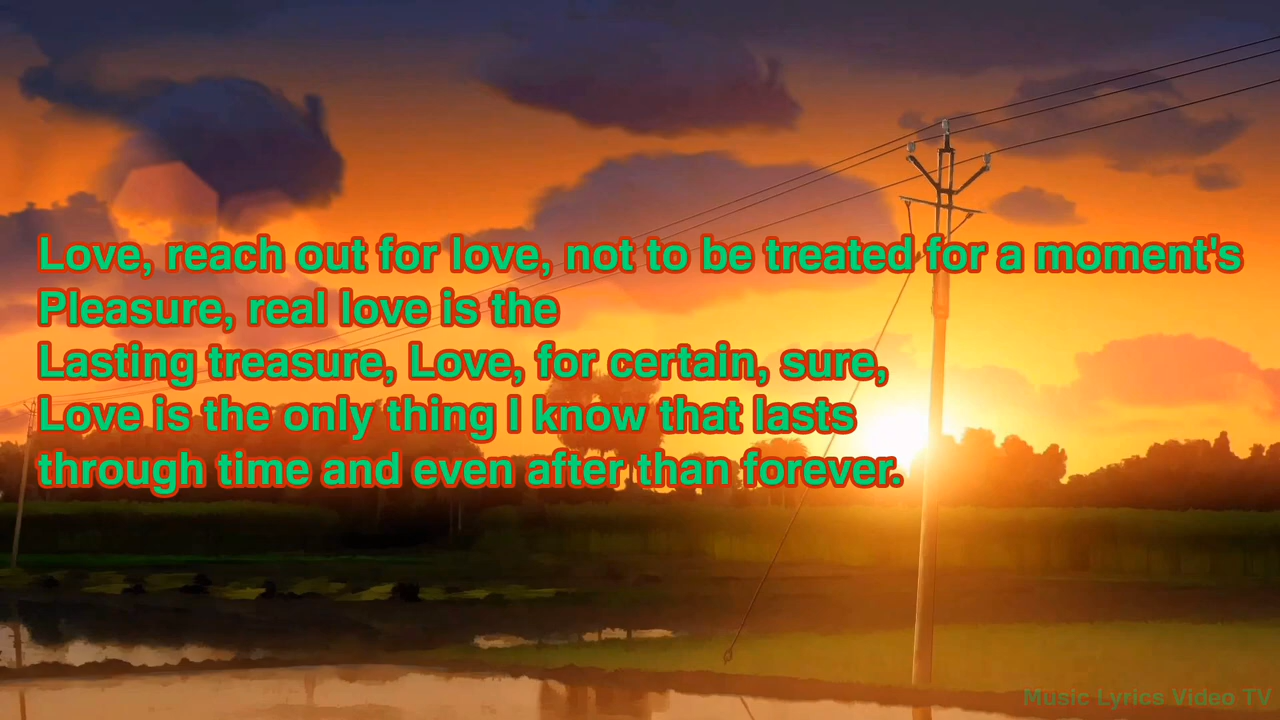 Love, reach out for love, not to be treated for a moment's
Pleasure, real love is the
Lasting treasure, Love, for certain, sure,
Love is the only thing I know that lasts
through time and even after than forever.
Music Lyrics Video TV